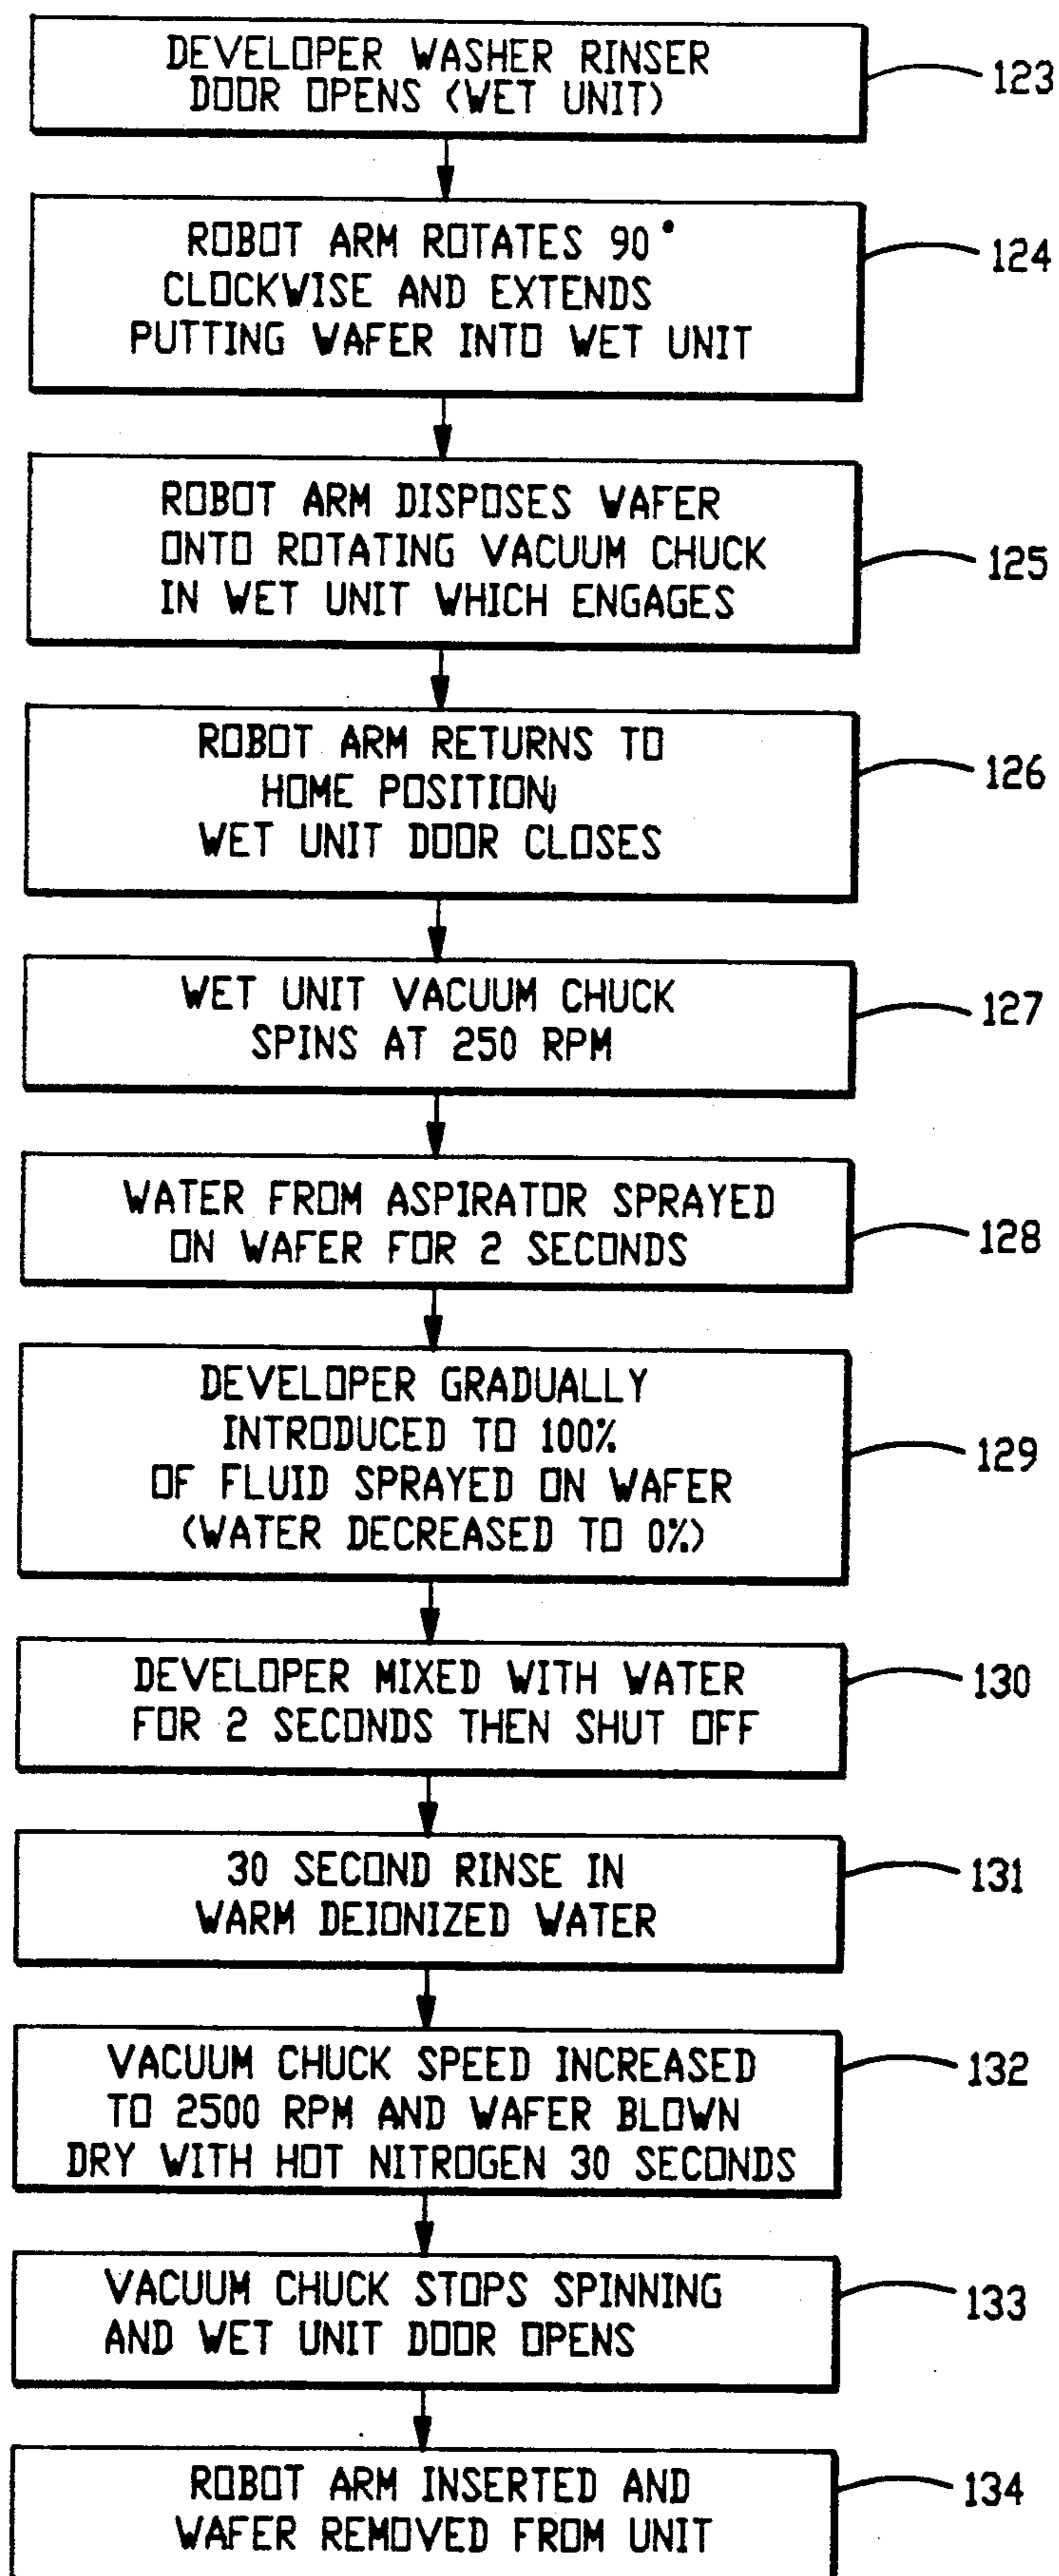 DEVELOPER WASHER RINSER
DOOR OPENS (WET UNIT)
123
ROBOT ARM ROTATES 90°
CLOCKWISE AND EXTENDS
PUTTING WAFER INTO WET UNIT
124
ROBOT ARM DISPOSES WAFER
ONTO ROTATING VACUUM CHUCK
IN WET UNIT WHICH ENGAGES
125
ROBOT ARM RETURNS TO
HOME POSITION;
WET UNIT DOOR CLOSES
126
WET UNIT VACUUM CHUCK
SPINS AT 250 RPM
127
WATER FROM ASPIRATOR SPRAYED
ON WAFER FOR 2 SECONDS
128
DEVELOPER GRADUALLY
INTRODUCED TO 100%
OF FLUID SPRAYED ON WAFER
(WATER DECREASED TO 0%)
129
DEVELOPER MIXED WITH WATER
FOR 2 SECONDS THEN SHUT OFF
130
30 SECOND RINSE IN
WARM DEIONIZED WATER
131
VACUUM CHUCK SPEED INCREASED
TO 2500 RPM AND WAFER BLOWN
DRY WITH HOT NITROGEN 30 SECONDS
132
VACUUM CHUCK STOPS SPINNING
AND WET UNIT DOOR OPENS
133
ROBOT ARM INSERTED AND
WAFER REMOVED FROM UNIT
134